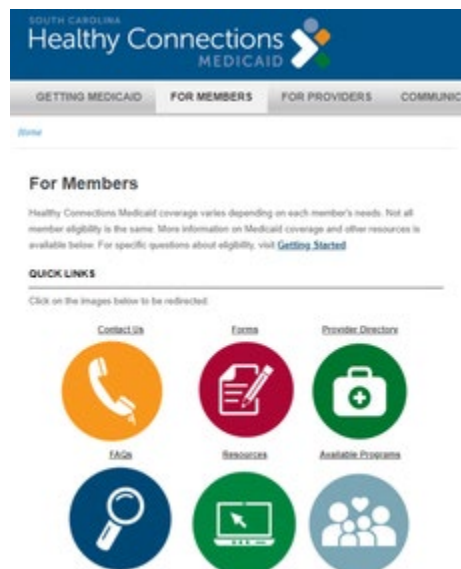 SOUTH CAROLINA
Healthy Connections
MEDICAID
GETTING MEDICAID FOR MEMBERS FOR PROVIDERS COMMUNIC
Home
For Members
Healthy Connections Medicaid coverage varies depending on each member's needs. Not all
member eligibility is the same. More information on Medicaid coverage and other resources is
available below. For specific questions about eligibility, visit Getting Started
QUICK LINKS
Click on the images below to be redirected.
Contact Us Forms Provider Directory
FAQs Resources Available Programs